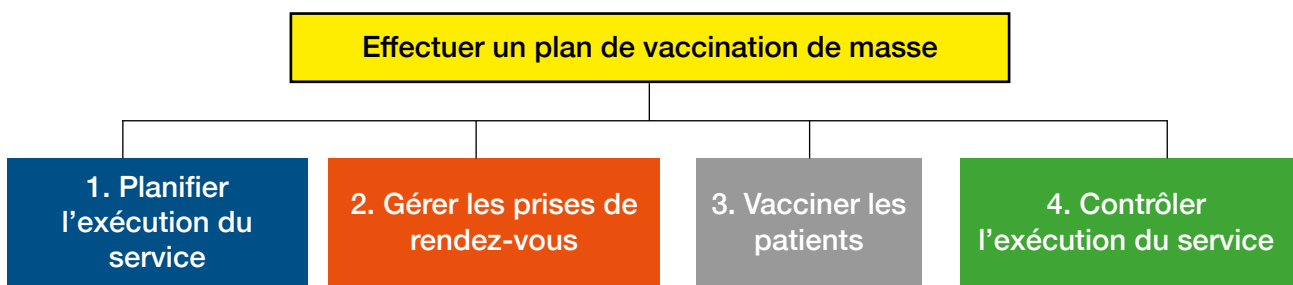 Effectuer un plan de vaccination de masse
1. Planifier
l’exécution du
service
2. Gérer les prises de
rendez-vous
3. Vacciner les
patients
4. Contrôler
l’exécution du service